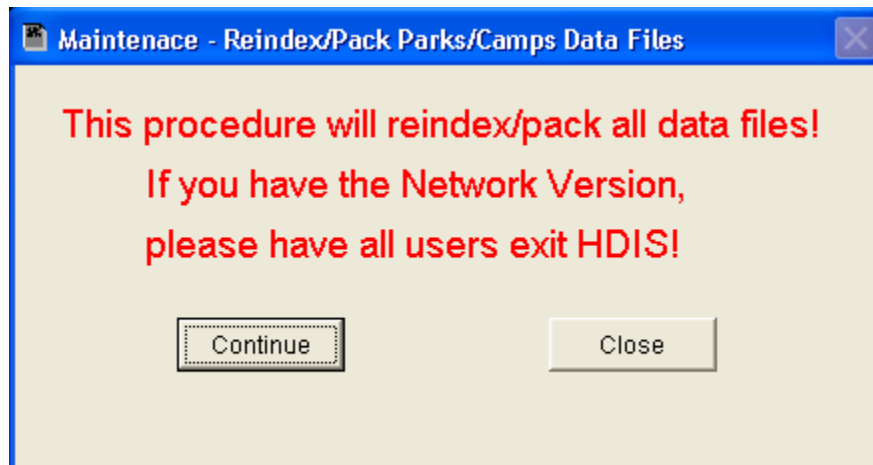 Maintenace - Reindex/Pack Parks/Camps Data Files
This procedure will reindex/pack all data files!
If you have the Network Version,
please have all users exit HDIS!
Continue
Close